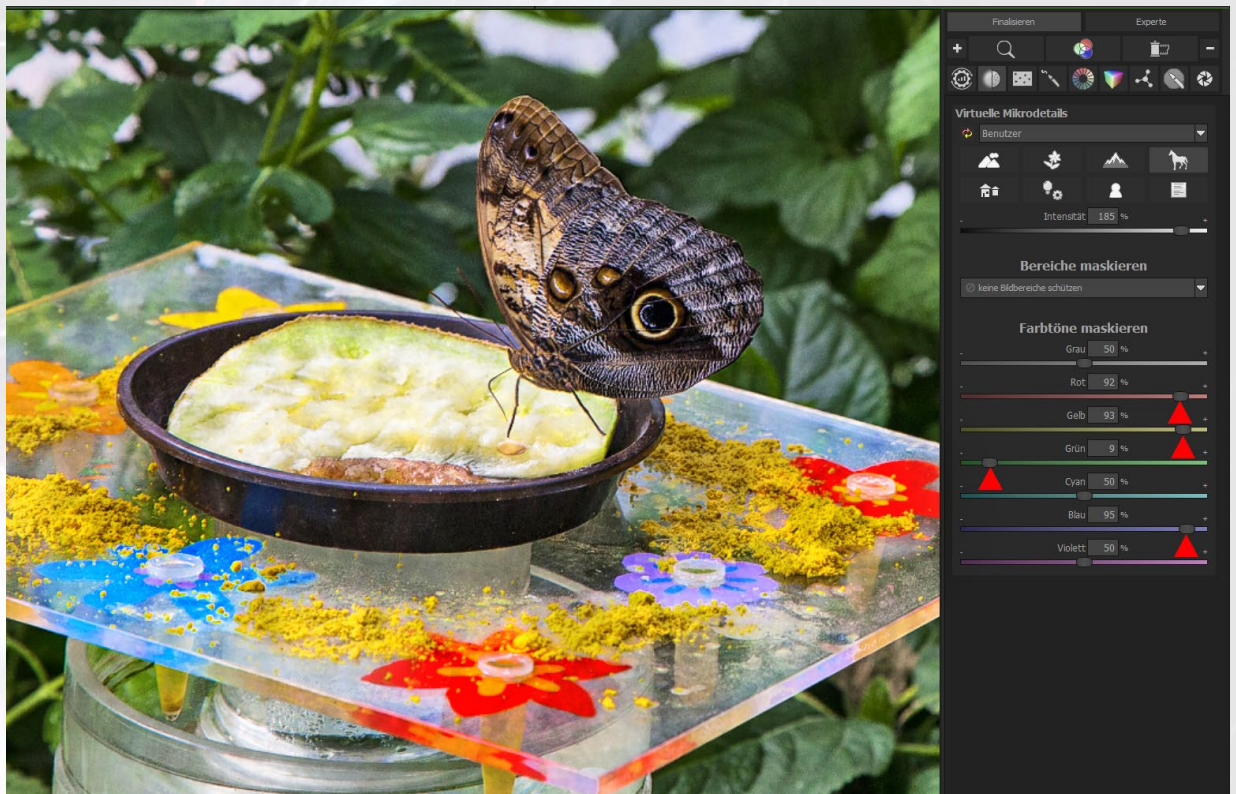 Finalisieren Experte
Virtuelle Mikrodetails
Benutzer
Intensität 185 %
Bereiche maskieren
keine Bildbereiche schützen
Farbtöne maskieren
Grau 50 %
Rot 92 %
Gelb 93 %
Grün 9 %
Cyan 50 %
Blau 95 %
Violett 50 %